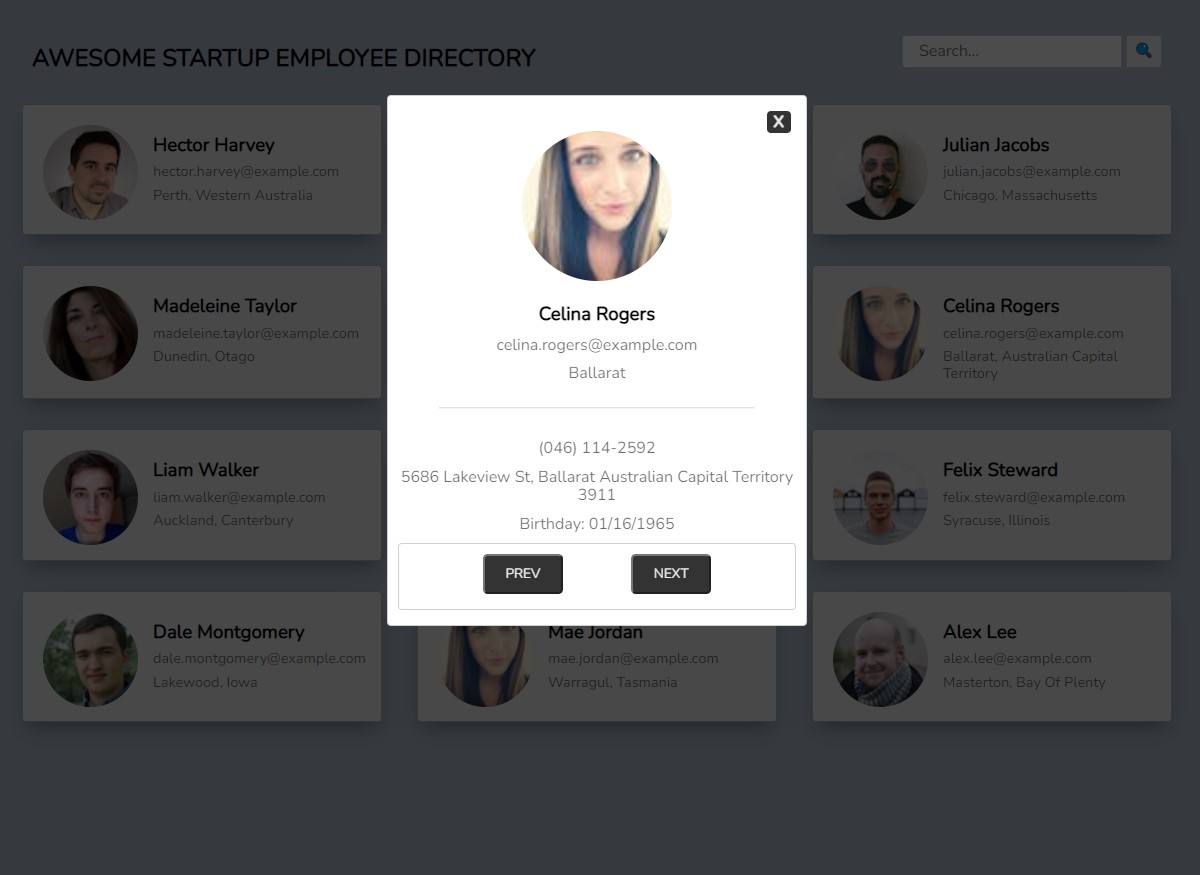 AWESOME STARTUP EMPLOYEE DIRECTORY
Search...
X
Hector Harvey
hector.harvey@example.com
Perth, Western Australia
Julian Jacobs
julian.jacobs@example.com
Chicago, Massachusetts
Madeleine Taylor
madeleine.taylor@example.com
Dunedin, Otago
Celina Rogers
celina.rogers@example.com
Ballarat, Australian Capital
Territory
Liam Walker
liam.walker@example.com
Auckland, Canterbury
Felix Steward
felix.steward@example.com
Syracuse, Illinois
Dale Montgomery
dale.montgomery@example.com
Lakewood, Iowa
Mae Jordan
mae.jordan@example.com
Warragul, Tasmania
Alex Lee
alex.lee@example.com
Masterton, Bay Of Plenty
Celina Rogers
celina.rogers@example.com
Ballarat
(046) 114-2592
5686 Lakeview St, Ballarat Australian Capital Territory
3911
Birthday: 01/16/1965
PREV
NEXT